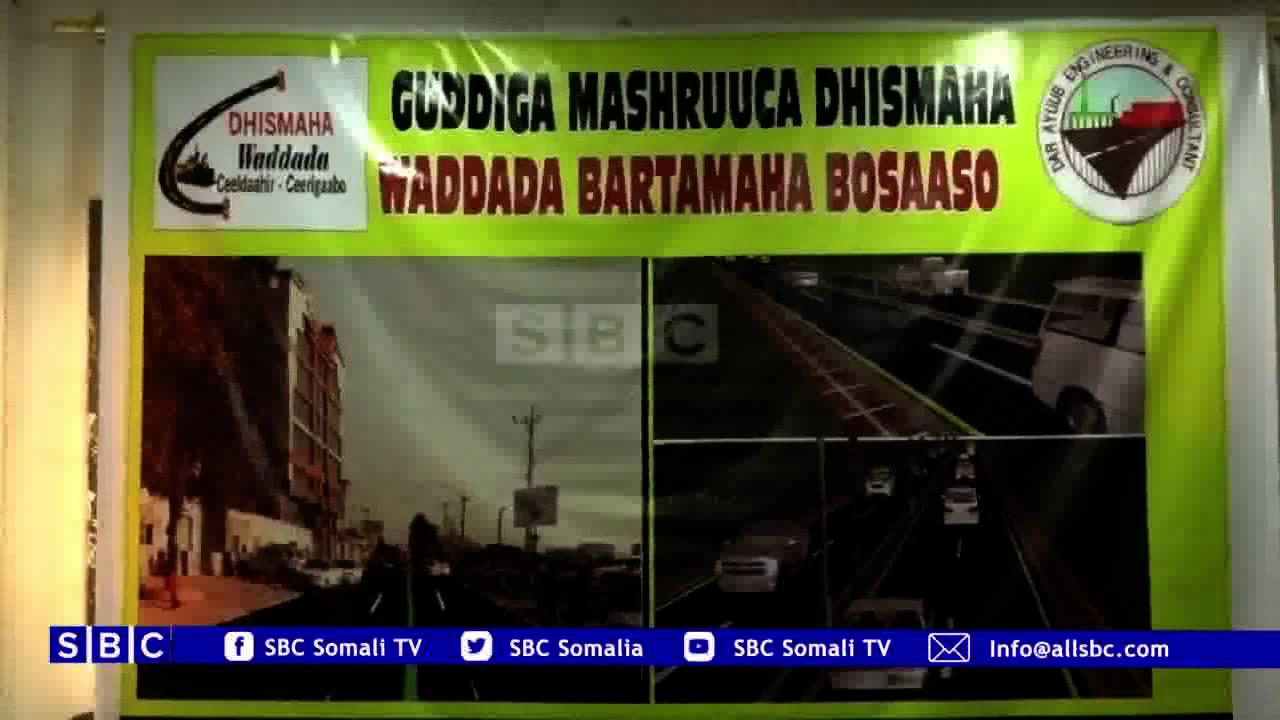 GUDDIGA MASHRUUCA DHISMAHA
WADDADA BARTAMAHA BOSAASO
DHISMAHA
Waddada
Ceeldaahir - Ceerigaabo
DAR AYUUB ENGINEERING & CONSULTANT
SBC
SBC
SBC Somali TV
SBC Somalia
SBC Somali TV
Info@allsbc.com